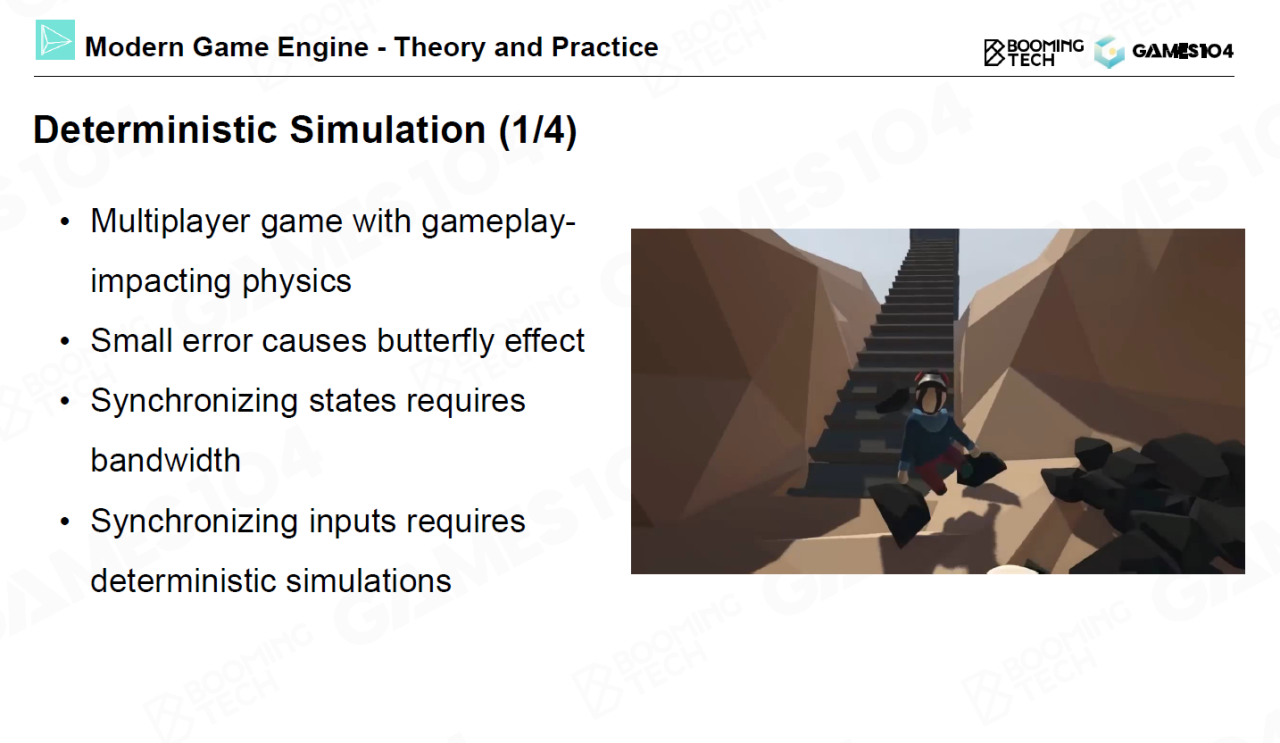 Modern Game Engine - Theory and Practice
BOOMING
TECH
GAMES104
Deterministic Simulation (1/4)
• Multiplayer game with gameplay-
impacting physics
• Small error causes butterfly effect
• Synchronizing states requires
bandwidth
• Synchronizing inputs requires
deterministic simulations